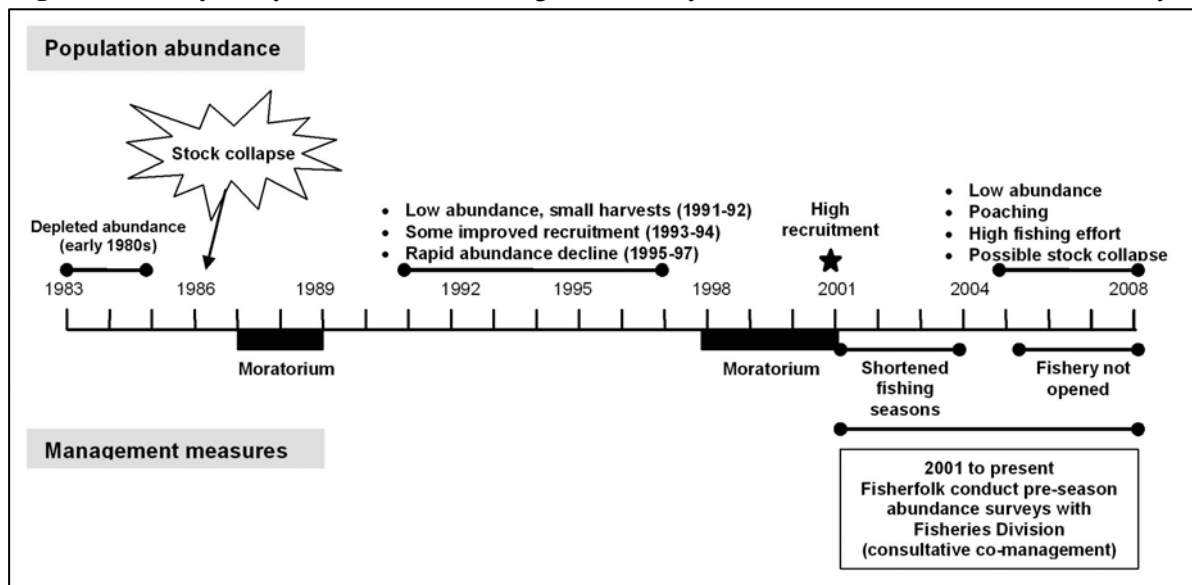 Population abundance
Stock collapse
Depleted abundance
(early 1980s)
• Low abundance, small harvests (1991-92)
• Some improved recruitment (1993-94)
• Rapid abundance decline (1995-97)
High
recruitment
• Low abundance
• Poaching
• High fishing effort
• Possible stock collapse
1983 1986 1989 1992 1995 1998 2001 2004 2008
Moratorium
Moratorium
Shortened
fishing
seasons
Fishery not
opened
Management measures
2001 to present
Fisherfolk conduct pre-season
abundance surveys with
Fisheries Division
(consultative co-management)